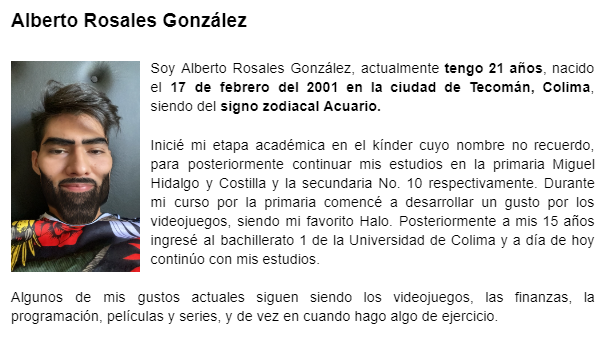 Alberto Rosales González
Soy Alberto Rosales González, actualmente tengo 21 años, nacido
el 17 de febrero del 2001 en la ciudad de Tecomán, Colima,
siendo del signo zodiacal Acuario.
Inicié mi etapa académica en el kínder cuyo nombre no recuerdo,
para posteriormente continuar mis estudios en la primaria Miguel
Hidalgo y Costilla y la secundaria No. 10 respectivamente. Durante
mi curso por la primaria comencé a desarrollar un gusto por los
videojuegos, siendo mi favorito Halo. Posteriormente a mis 15 años
ingresé al bachillerato 1 de la Universidad de Colima y a día de hoy
continúo con mis estudios.
Algunos de mis gustos actuales siguen siendo los videojuegos, las finanzas, la
programación, películas y series, y de vez en cuando hago algo de ejercicio.